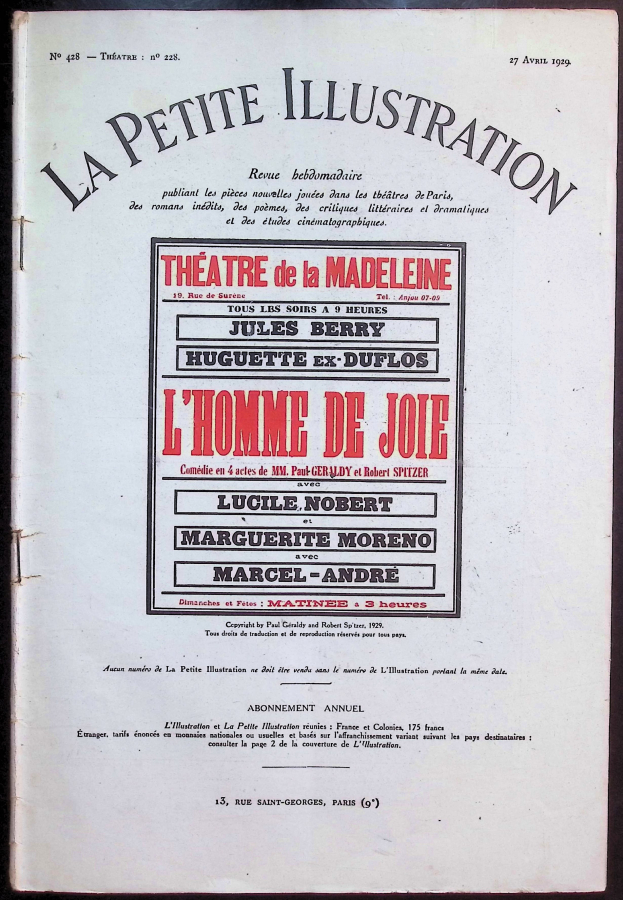 Nº 428 — THÉATRE : nº 228.
27 AVRIL 1929.
LA PETITE ILLUSTRATION
Revue hebdomadaire
publiant les pièces nouvelles jouées dans les théâtres de Paris,
des romans inédits, des poèmes, des critiques littéraires et dramatiques
et des études cinématographiques.
THÉATRE de la MADELEINE
19, Rue de Surène
Tel. : Anjou 07-09
TOUS LES SOIRS A 9 HEURES
JULES BERRY
HUGUETTE EX-DUFLOS
L'HOMME DE JOIE
Comédie en 4 actes de MM. Paul GERALDY et Robert SPITZER
avec
LUCILE NOBERT
et
MARGUERITE MORENO
avec
MARCEL-ANDRÉ
Dimanches et Fetes : MATINEE a 3 heures
Copyright by Paul Géraldy and Robert Spitzer, 1929.
Tous droits de traduction et de reproduction réservés pour tous pays.
Aucun numéro de La Petite Illustration ne doit être vendu sans le numéro de L'Illustration portant la même date.
ABONNEMENT ANNUEL
L'Illustration et La Petite Illustration réunies : France et Colonies, 175 francs
Étranger, tarifs énoncés en monnaies nationales ou usuelles et basés sur l'affranchissement variant suivant les pays destinataires :
consulter la page 2 de la couverture de L'Illustration.
13, RUE SAINT-GEORGES, PARIS (9e)